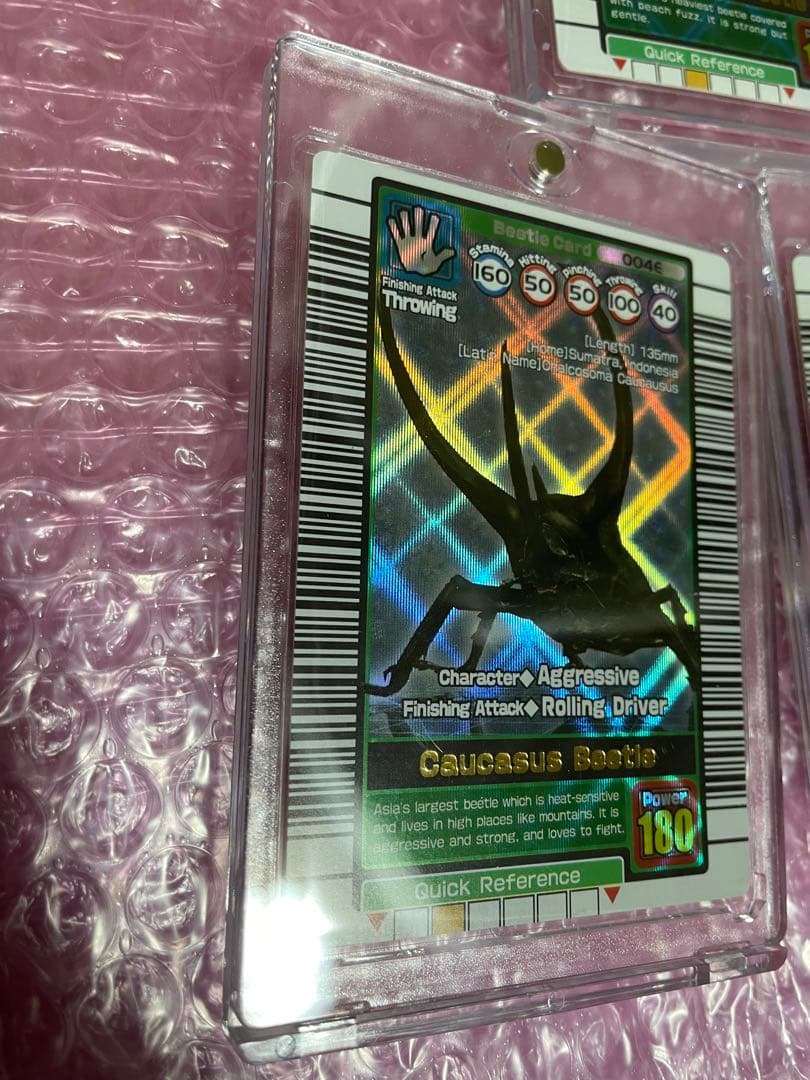 heaviest beetle covered
with peach fuzz. It is strong but
gentle.
Quick Reference
Beetle Card
004E
Finishing Attack
Throwing
Stamina
160
Hitting
50
Pinching
50
Throwing
100
Skill
40
[Length] 135mm
[Home]Sumatra, Indonesia
[Latin Name]Chalcosoma Caucausus
Character◆Aggressive
Finishing Attack◆Rolling Driver
Caucasus Beetle
Asia's largest beetle which is heat-sensitive
and lives in high places like mountains. It is
aggressive and strong, and loves to fight.
Power
180
Quick Reference